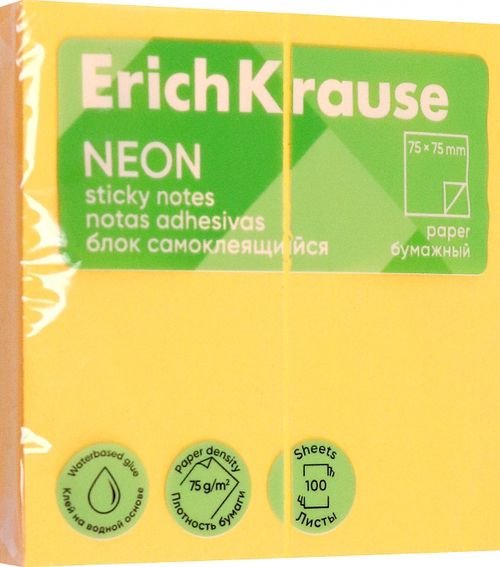 ErichKrause
NEON
sticky notes
notas adhesivas
блок самоклеящийся
75 × 75 mm
paper
бумажный
Waterbased glue
Клей на водной основе
Paper density
75 g/m²
Плотность бумаги
Sheets
100
Листы